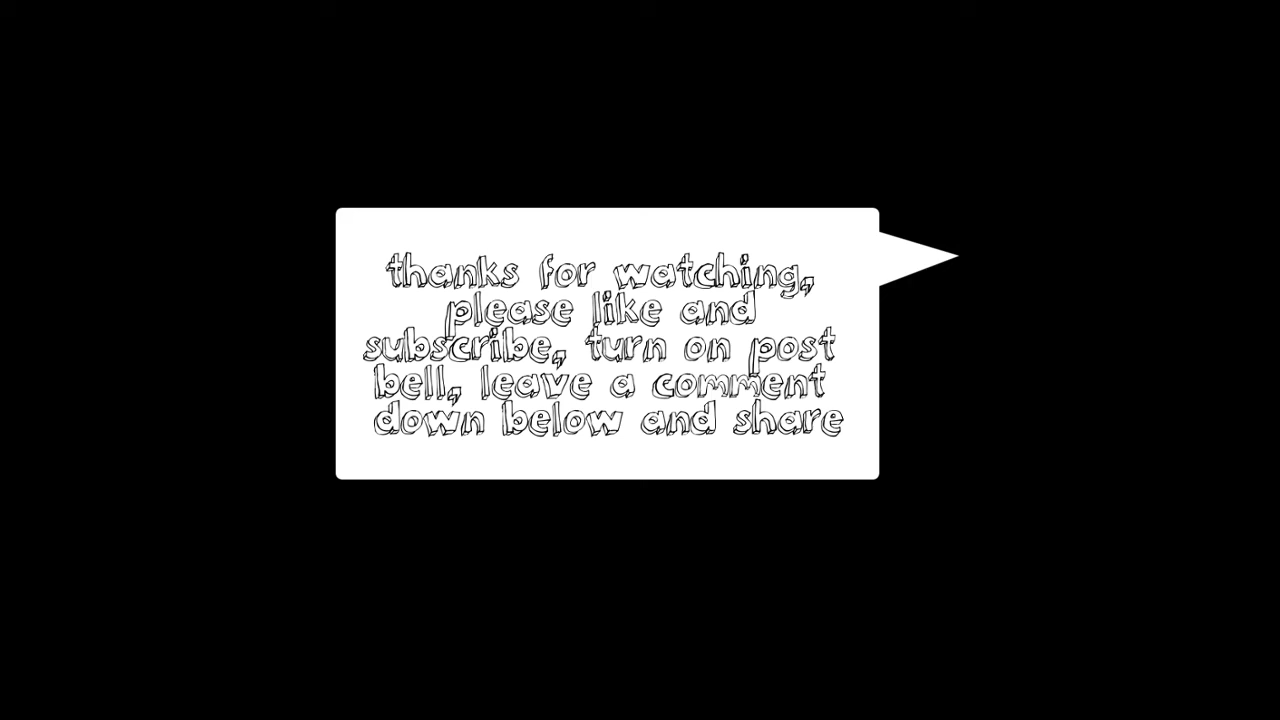 thanks for watching,
please like and
subscribe, turn on post
bell, leave a comment
down below and share